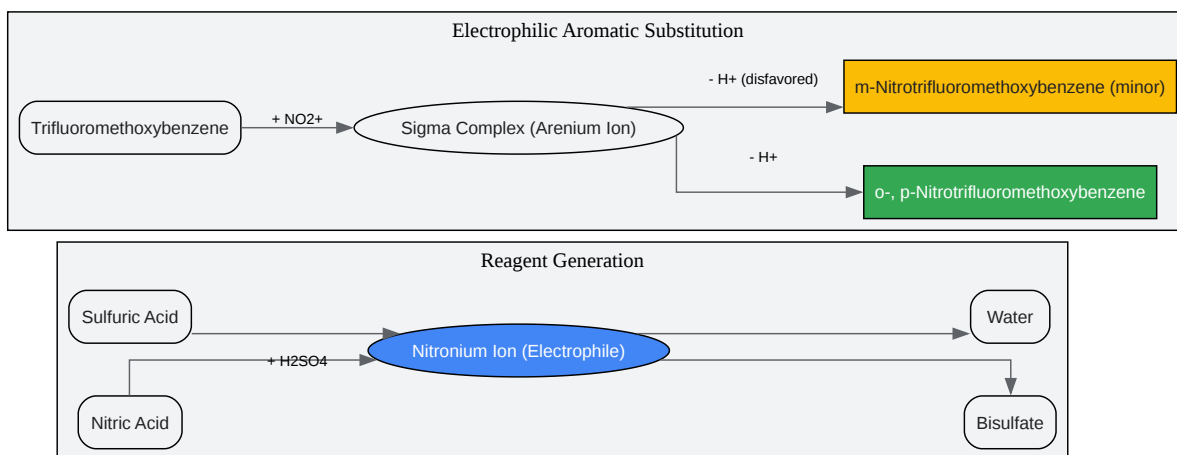 Electrophilic Aromatic Substitution
- H+ (disfavored)
m-Nitrotrifluoromethoxybenzene (minor)
Trifluoromethoxybenzene
+ NO2+
Sigma Complex (Arenium Ion)
- H+
o-, p-Nitrotrifluoromethoxybenzene
Reagent Generation
Sulfuric Acid
Water
Nitronium Ion (Electrophile)
+ H2SO4
Nitric Acid
Bisulfate